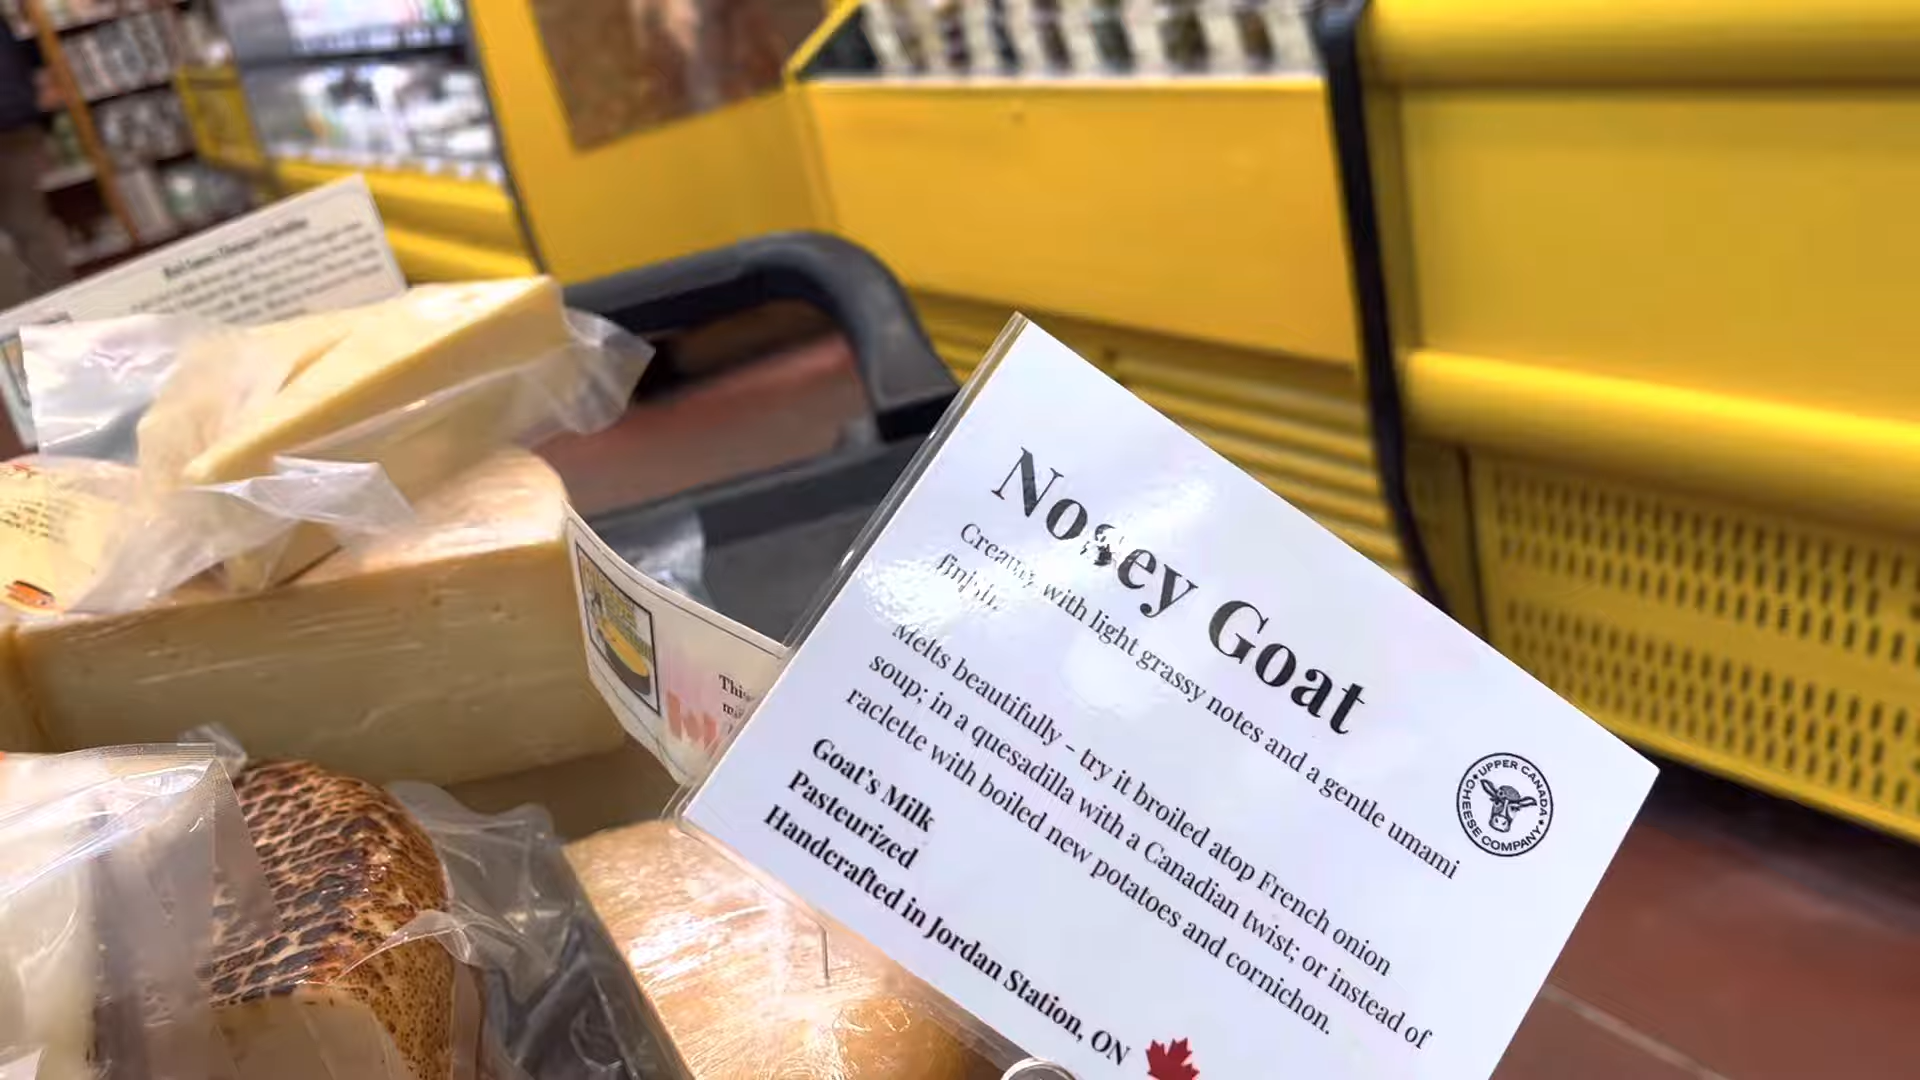 Nosey Goat
Creamy with light grassy notes and a gentle umami
finish.
Melts beautifully - try it broiled atop French onion
soup; in a quesadilla with a Canadian twist; or instead of
raclette with boiled new potatoes and cornichon.
Goat's Milk
Pasteurized
Handcrafted in Jordan Station, ON
UPPER CANADA
CHEESE COMPANY
This